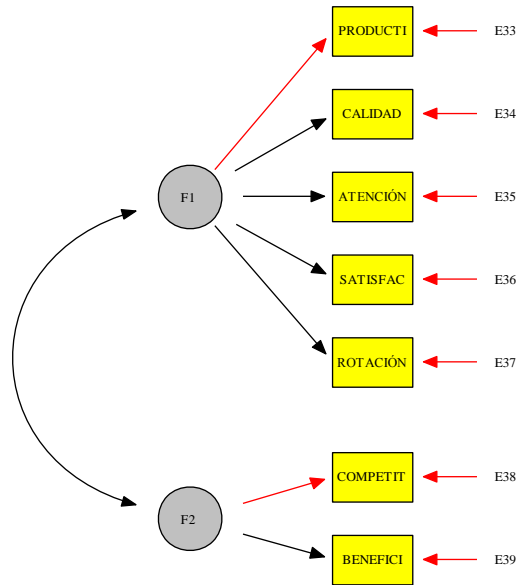 PRODUCTI E33
CALIDAD E34
F1 ATENCIÓN E35
SATISFAC E36
ROTACIÓN E37
COMPETIT E38
F2
BENEFICI E39